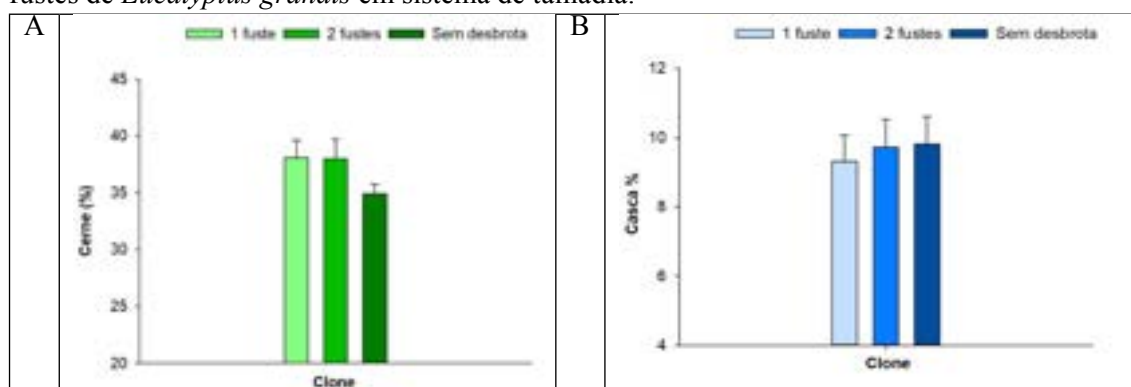 fustes de Eucalyptus grandis em sistema de talhadia.
A
1 fuste 2 fustes Sem desbrota
45
40
35
30
25
20
Cerne (%)
Clone
B
1 fuste 2 fustes Sem desbrota
12
10
8
6
4
Casca %
Clone